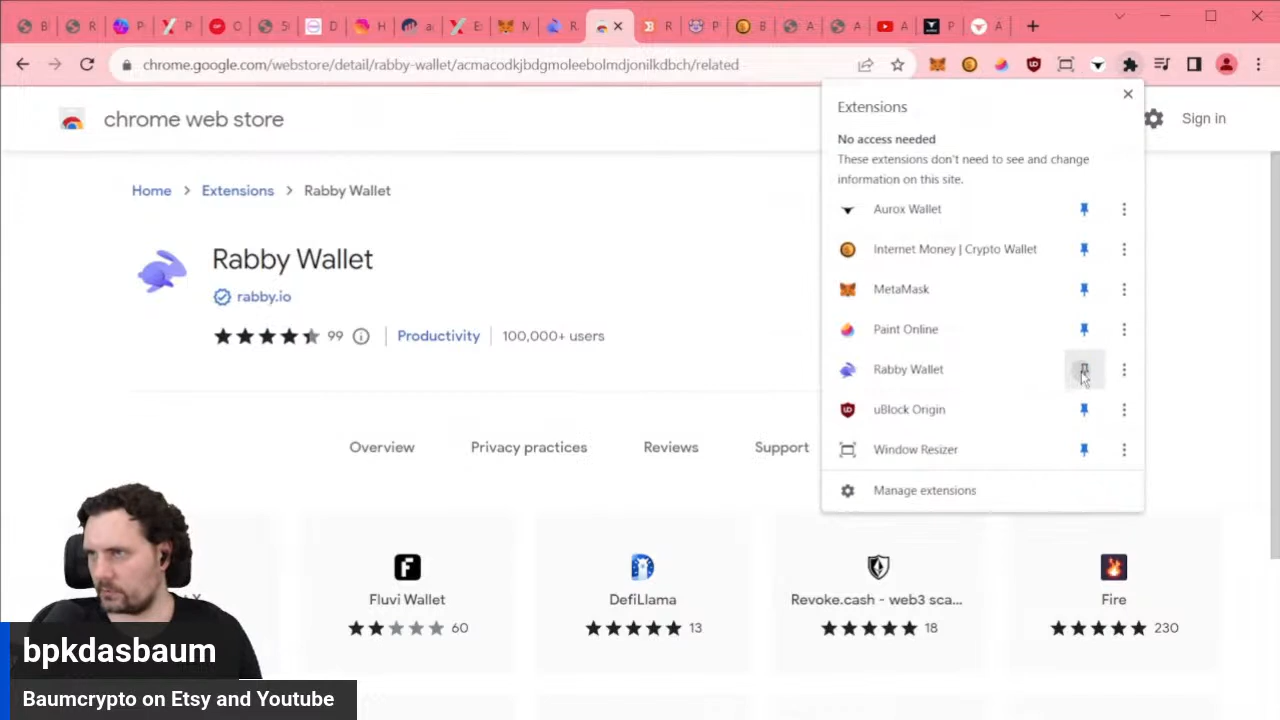 B
R
P
P
O
5
D
H
a
E
M
R
R
P
B
A
A
A
P
A
chrome.google.com/webstore/detail/rabby-wallet/acmacodkjbdgmoleebolmdjonilkdbch/related
chrome web store
Sign in
Home > Extensions > Rabby Wallet
Rabby Wallet
rabby.io
99
Productivity
100,000+ users
Overview
Privacy practices
Reviews
Support
Extensions
No access needed
These extensions don't need to see and change
information on this site.
Aurox Wallet
Internet Money | Crypto Wallet
MetaMask
Paint Online
Rabby Wallet
uBlock Origin
Window Resizer
Manage extensions
Fluvi Wallet
60
DefiLlama
13
Revoke.cash - web3 sca...
18
Fire
230
bpkdasbaum
Baumcrypto on Etsy and Youtube